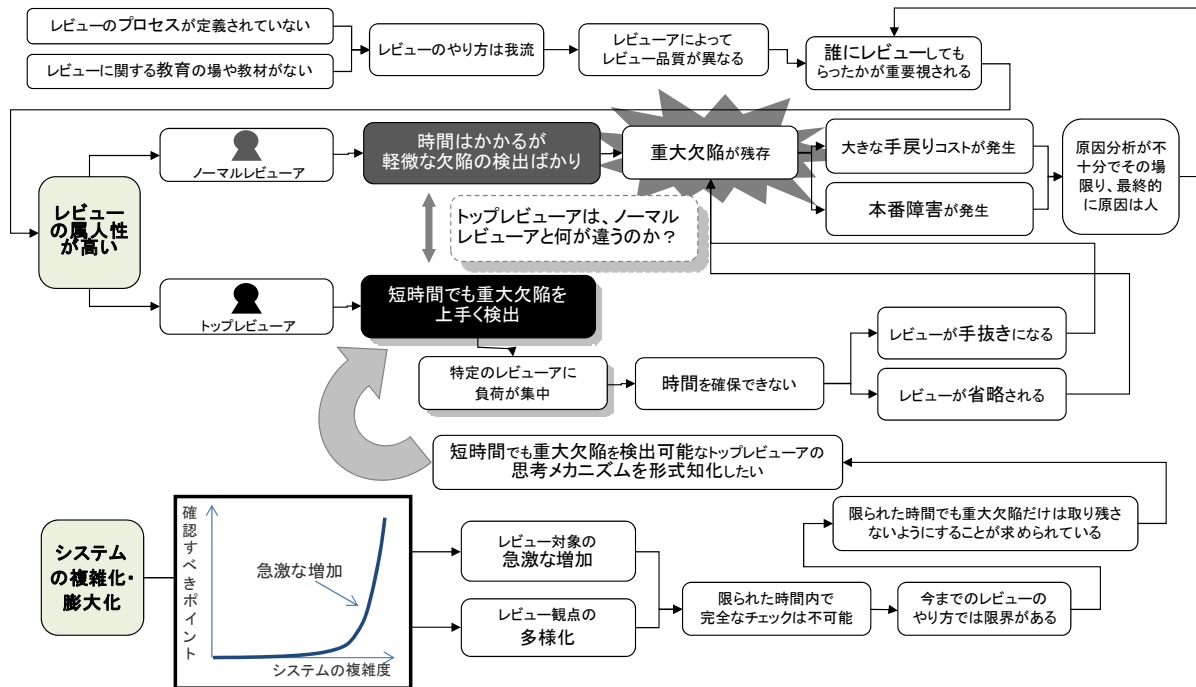 レビューのプロセスが定義されていない
レビューに関する教育の場や教材がない
レビューのやり方は我流
レビューアによって
レビュー品質が異なる
誰にレビューしても
らったかが重要視される
レビュー
の属人性
が高い
ノーマルレビューア
時間はかかるが
軽微な欠陥の検出ばかり
重大欠陥が残存
大きな手戻りコストが発生
本番障害が発生
原因分析が不
十分でその場
限り、最終的
に原因は人
トップレビューアは、ノーマル
レビューアと何が違うのか？
トップレビューア
短時間でも重大欠陥を
上手く検出
特定のレビューアに
負荷が集中
時間を確保できない
レビューが手抜きになる
レビューが省略される
短時間でも重大欠陥を検出可能なトップレビューアの
思考メカニズムを形式知化したい
システム
の複雑化・
膨大化
確認すべきポイント
急激な増加
システムの複雑度
レビュー対象の
急激な増加
レビュー観点の
多様化
限られた時間内で
完全なチェックは不可能
今までのレビューの
やり方では限界がある
限られた時間でも重大欠陥だけは取り残さ
ないようにすることが求められている